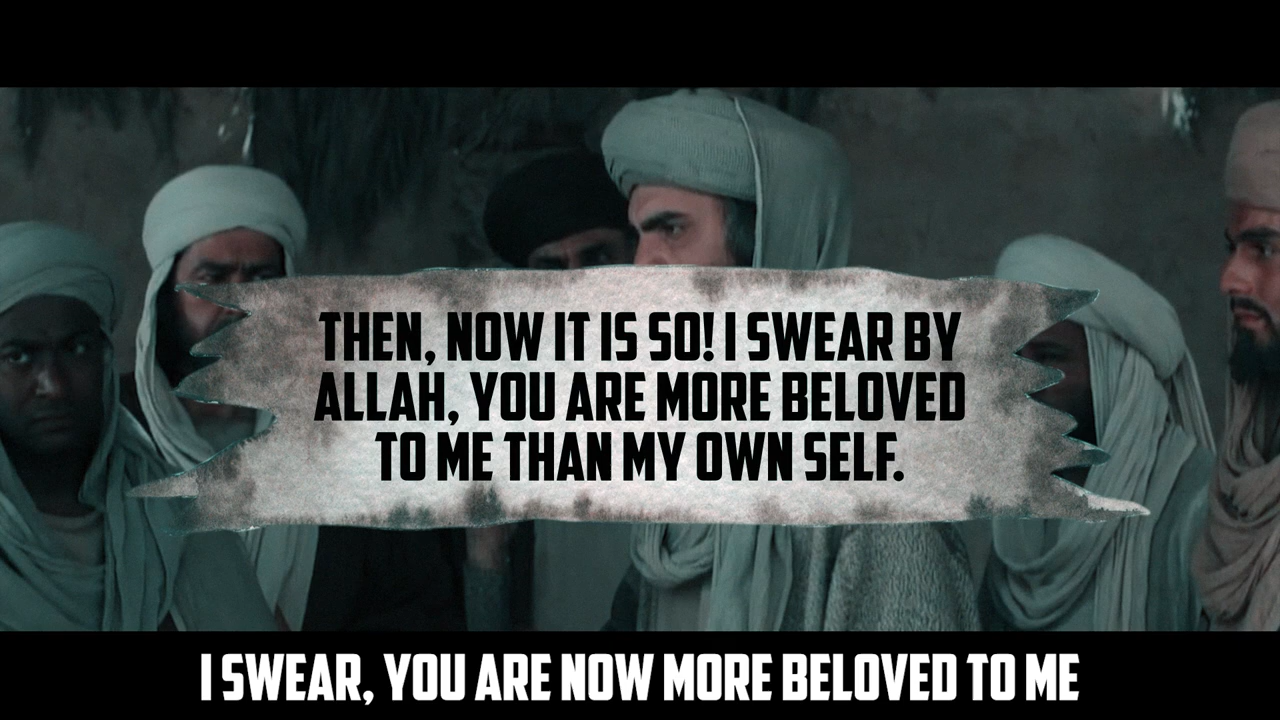 THEN, NOW IT IS SO! I SWEAR BY
ALLAH, YOU ARE MORE BELOVED
TO ME THAN MY OWN SELF.
I SWEAR, YOU ARE NOW MORE BELOVED TO ME